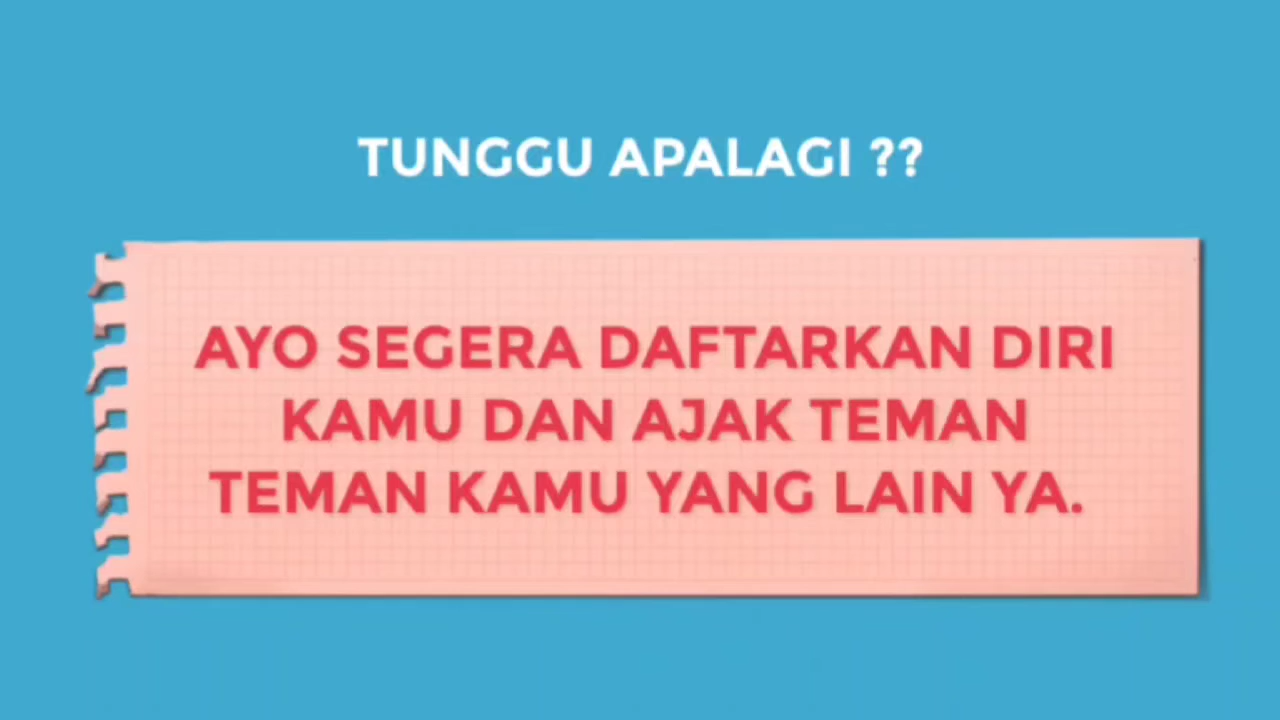 TUNGGU APALAGI ??
AYO SEGERA DAFTARKAN DIRI
KAMU DAN AJAK TEMAN
TEMAN KAMU YANG LAIN YA.